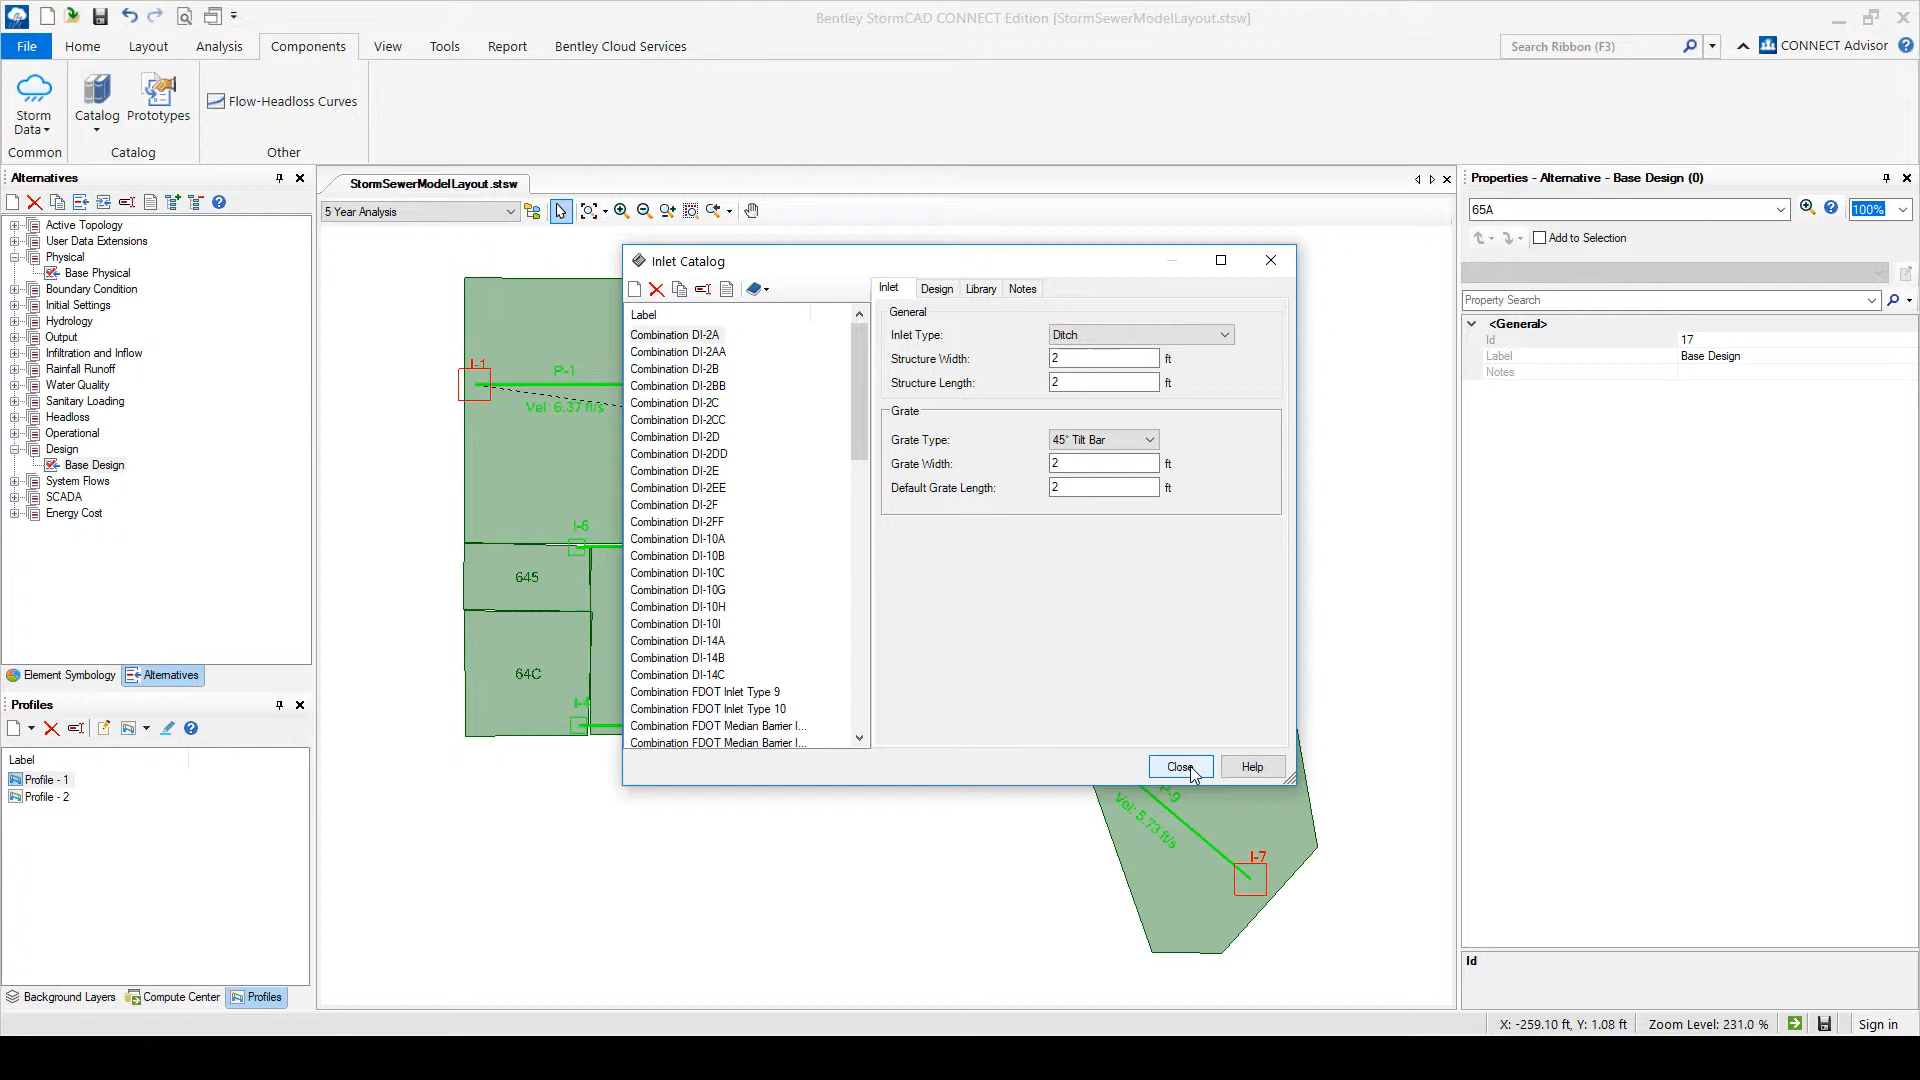 Bentley StormCAD CONNECT Edition [StormSewerModelLayout.stsw]
File
Home
Layout
Analysis
Components
View
Tools
Report
Bentley Cloud Services
Search Ribbon (F3)
CONNECT Advisor
Storm Data
Catalog
Prototypes
Flow-Headloss Curves
Common
Catalog
Other
Alternatives
Active Topology
User Data Extensions
Physical
Base Physical
Boundary Condition
Initial Settings
Hydrology
Output
Infiltration and Inflow
Rainfall Runoff
Water Quality
Sanitary Loading
Headloss
Operational
Design
Base Design
System Flows
SCADA
Energy Cost
Element Symbology
Alternatives
Profiles
Label
Profile - 1
Profile - 2
Background Layers
Compute Center
Profiles
StormSewerModelLayout.stsw
5 Year Analysis
I-1
P-1
Vel: 6.37 ft/s
I-6
645
64C
P-9
Vel: 5.73 ft/s
I-7
Inlet Catalog
Label
Combination DI-2A
Combination DI-2AA
Combination DI-2B
Combination DI-2BB
Combination DI-2C
Combination DI-2CC
Combination DI-2D
Combination DI-2DD
Combination DI-2E
Combination DI-2EE
Combination DI-2F
Combination DI-2FF
Combination DI-10A
Combination DI-10B
Combination DI-10C
Combination DI-10G
Combination DI-10H
Combination DI-10I
Combination DI-14A
Combination DI-14B
Combination DI-14C
Combination FDOT Inlet Type 9
Combination FDOT Inlet Type 10
Combination FDOT Median Barrier I...
Combination FDOT Median Barrier I...
Inlet
Design
Library
Notes
General
Inlet Type: Ditch
Structure Width: 2 ft
Structure Length: 2 ft
Grate
Grate Type: 45° Tilt Bar
Grate Width: 2 ft
Default Grate Length: 2 ft
Close
Help
Properties - Alternative - Base Design (0)
65A
100%
Add to Selection
Property Search
<General>
Id 17
Label Base Design
Notes
Id
X: -259.10 ft, Y: 1.08 ft
Zoom Level: 231.0 %
Sign in